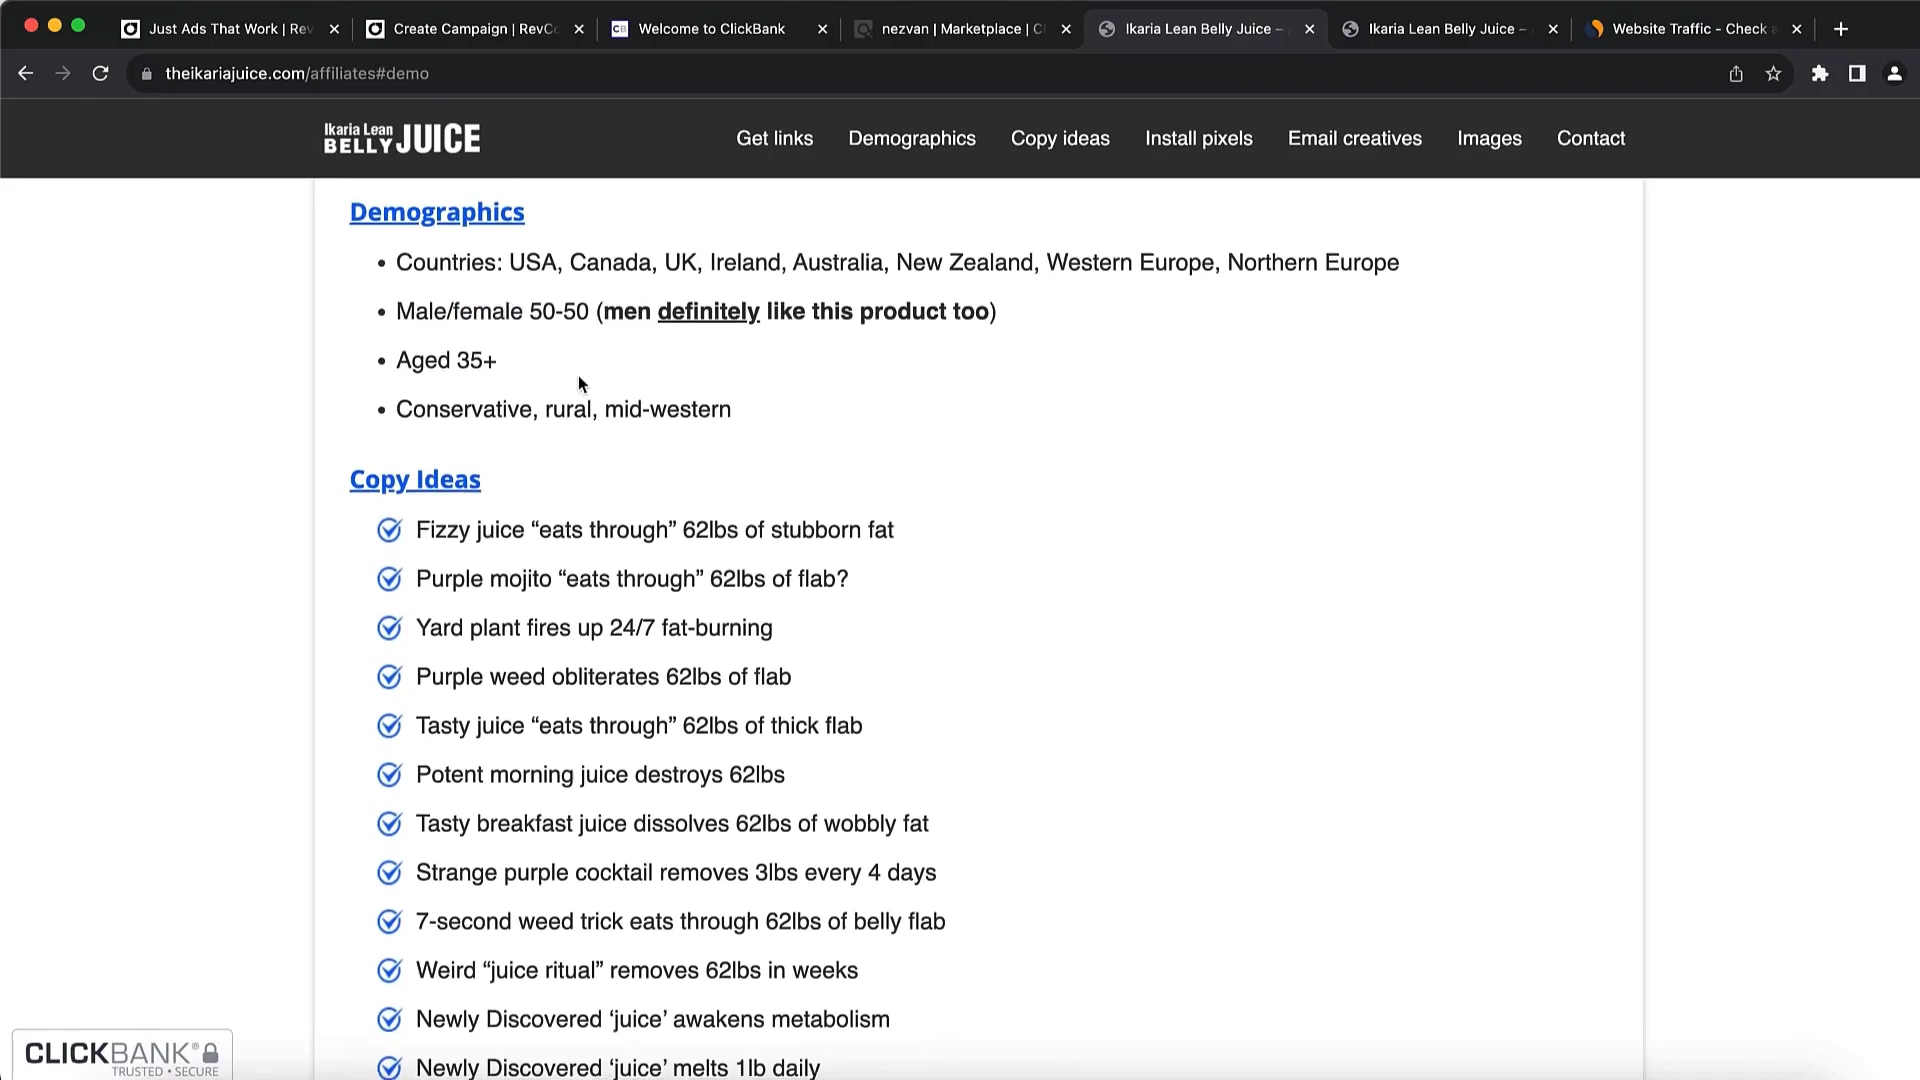 Just Ads That Work | Rev
Create Campaign | RevC
CB Welcome to ClickBank
nezvan | Marketplace | C
Ikaria Lean Belly Juice –
Ikaria Lean Belly Juice –
Website Traffic - Check
theikariajuice.com/affiliates#demo
Ikaria Lean
BELLY JUICE
Get links
Demographics
Copy ideas
Install pixels
Email creatives
Images
Contact
Demographics
• Countries: USA, Canada, UK, Ireland, Australia, New Zealand, Western Europe, Northern Europe
• Male/female 50-50 (men definitely like this product too)
• Aged 35+
• Conservative, rural, mid-western
Copy Ideas
Fizzy juice “eats through” 62lbs of stubborn fat
Purple mojito “eats through” 62lbs of flab?
Yard plant fires up 24/7 fat-burning
Purple weed obliterates 62lbs of flab
Tasty juice “eats through” 62lbs of thick flab
Potent morning juice destroys 62lbs
Tasty breakfast juice dissolves 62lbs of wobbly fat
Strange purple cocktail removes 3lbs every 4 days
7-second weed trick eats through 62lbs of belly flab
Weird “juice ritual” removes 62lbs in weeks
Newly Discovered ‘juice’ awakens metabolism
Newly Discovered ‘juice’ melts 1lb daily
CLICKBANK®
TRUSTED • SECURE